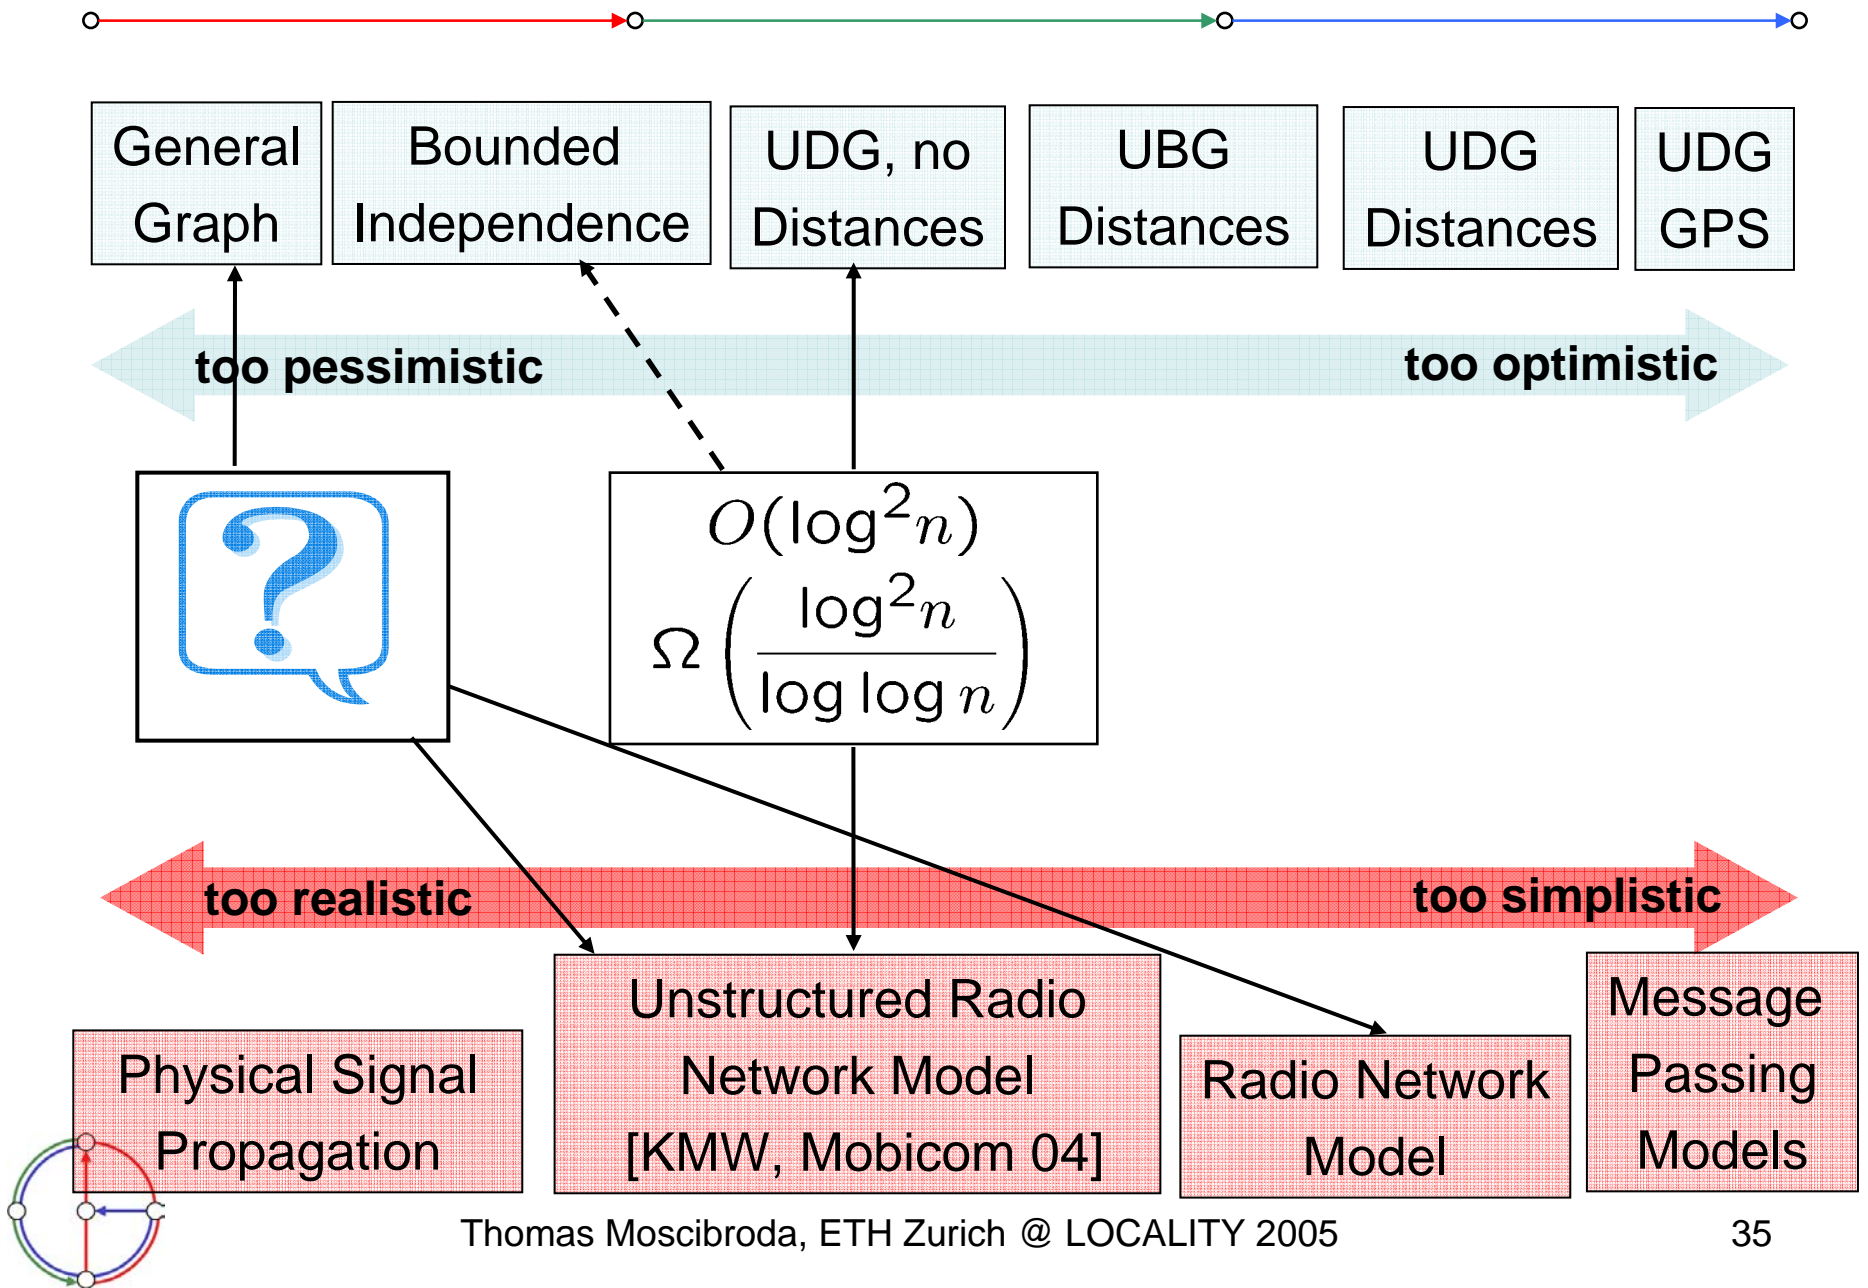 General
Graph
Bounded
Independence
UDG, no
Distances
UBG
Distances
UDG
Distances
UDG
GPS
too pessimistic
too optimistic
?
O(log²n)
Ω(log²n / log log n)
too realistic
too simplistic
Physical Signal
Propagation
Unstructured Radio
Network Model
[KMW, Mobicom 04]
Radio Network
Model
Message
Passing
Models
Thomas Moscibroda, ETH Zurich @ LOCALITY 2005
35